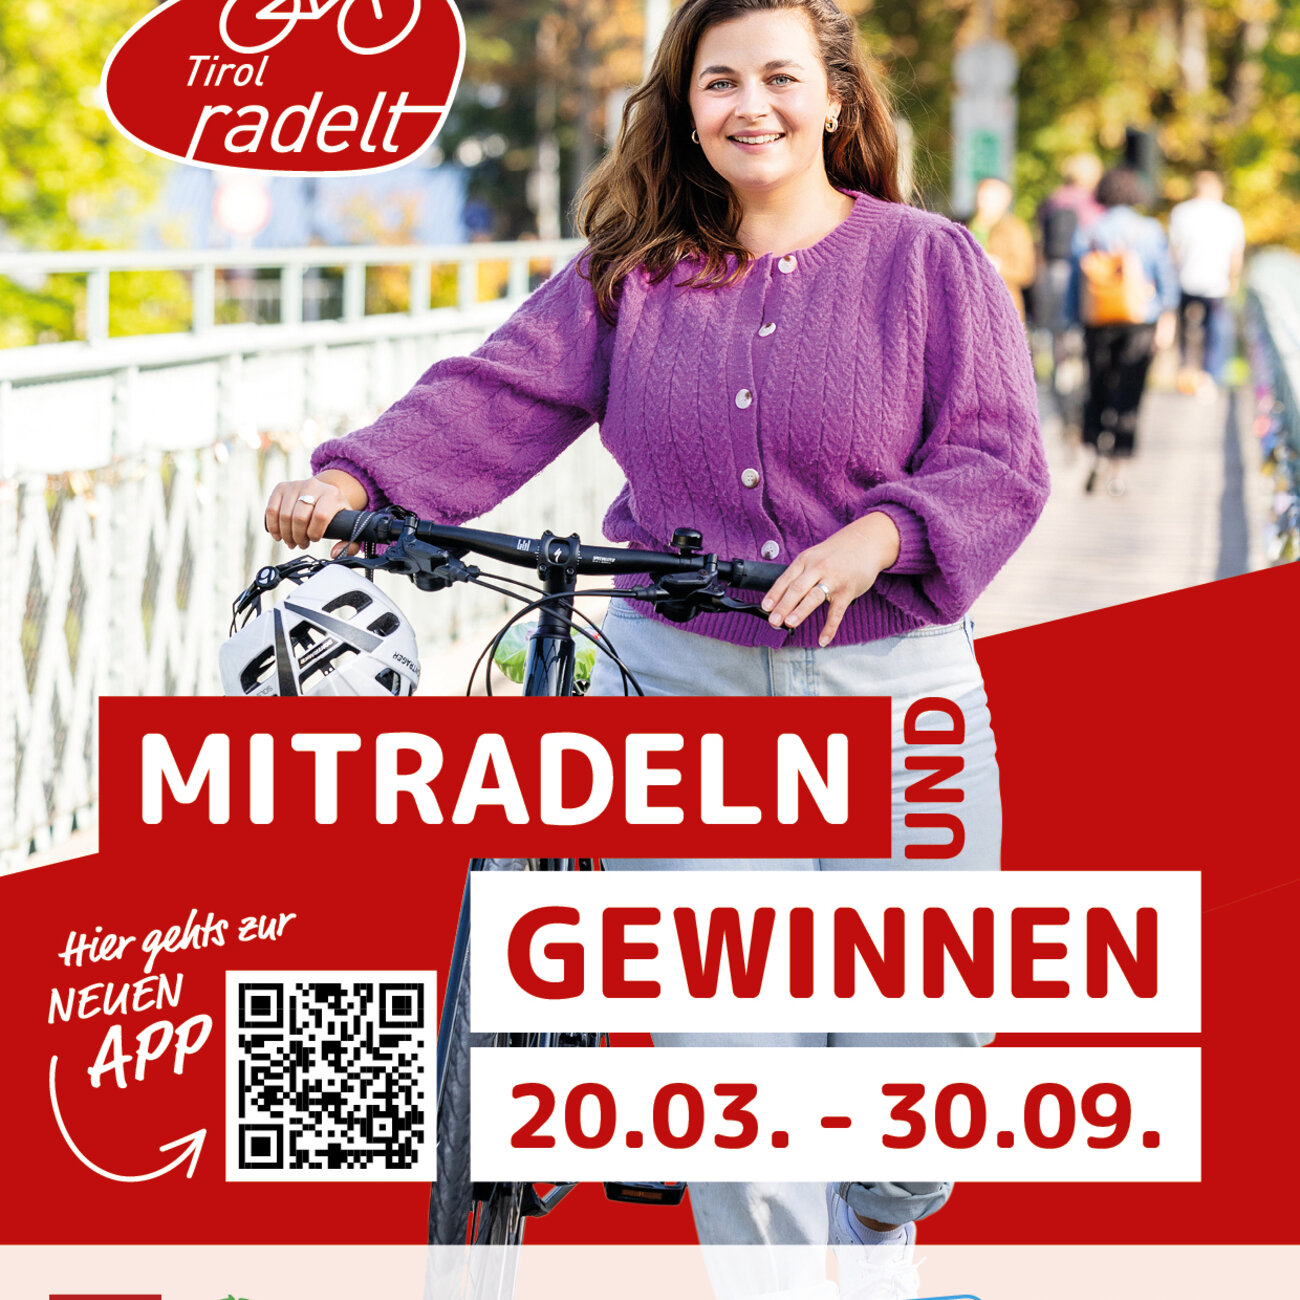 Tirol
radelt
MITRADELN
UND
GEWINNEN
20.03. - 30.09.
Hier gehts zur
NEUEN
APP